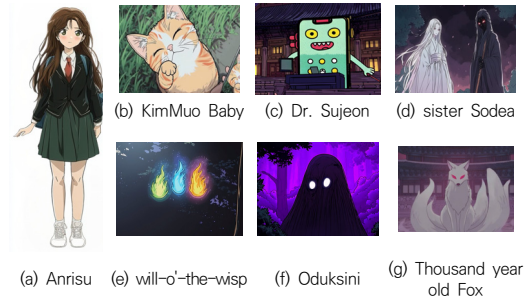 (b) KimMuo Baby
(c) Dr. Sujeon
(d) sister Sodea
(a) Anrisu
(e) will-o'-the-wisp
(f) Oduksini
(g) Thousand year
old Fox